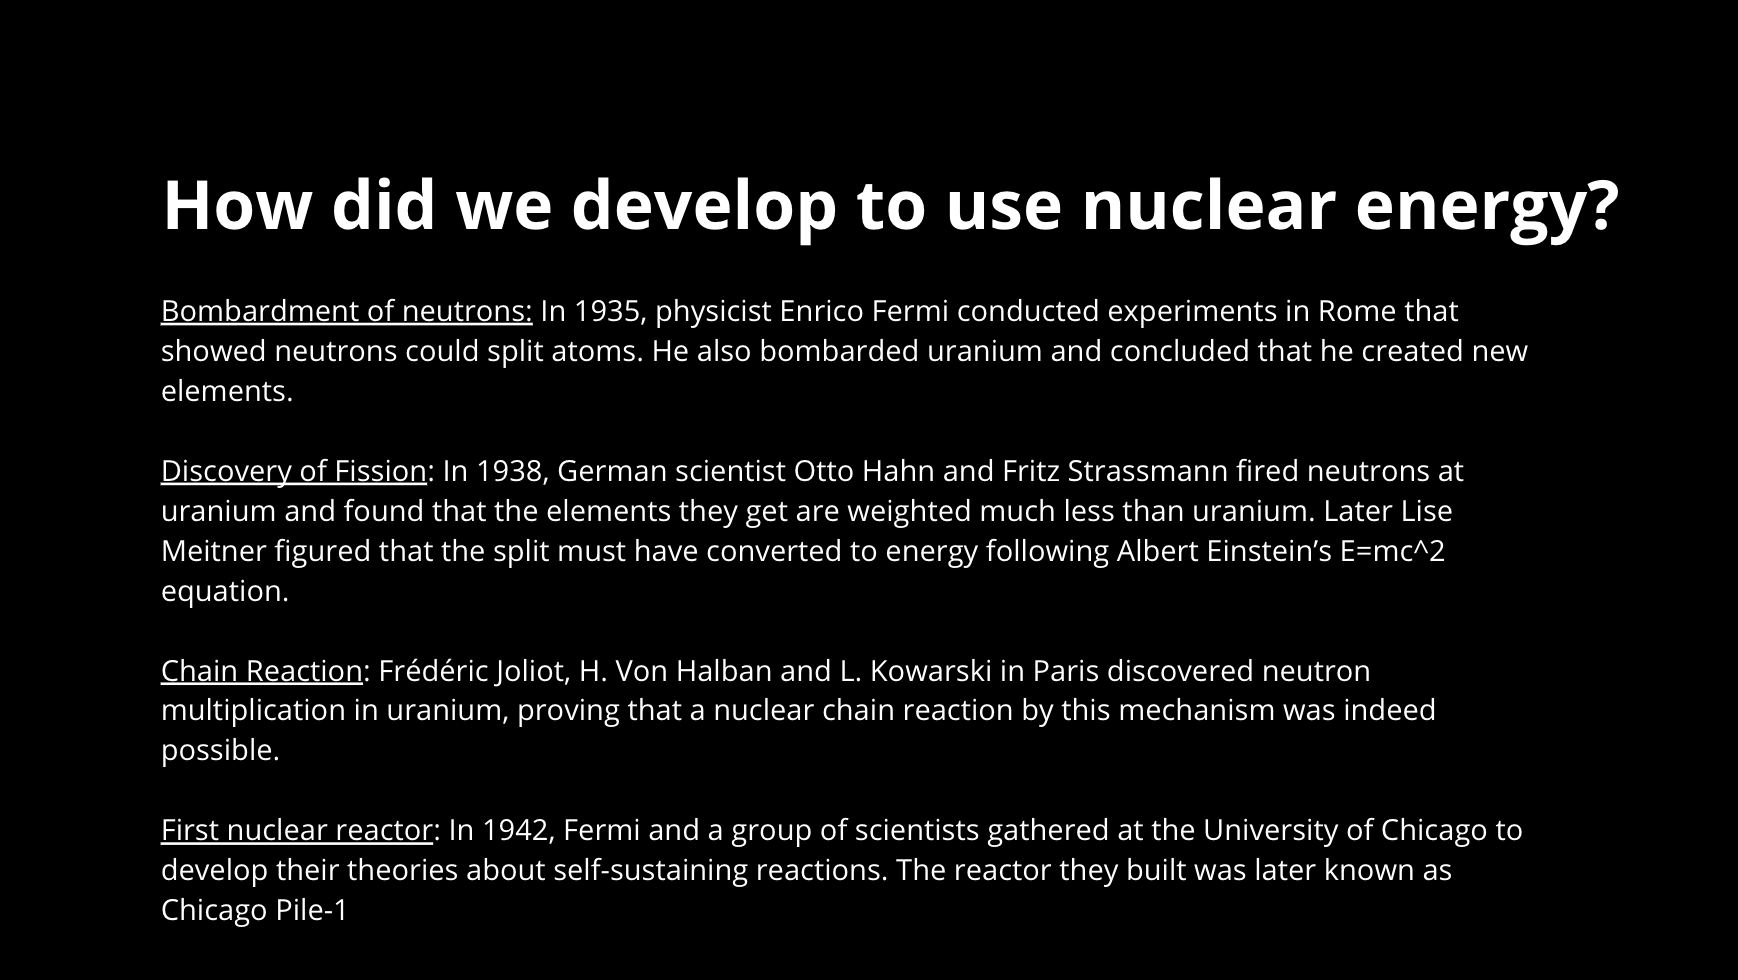 How did we develop to use nuclear energy?
Bombardment of neutrons: In 1935, physicist Enrico Fermi conducted experiments in Rome that
showed neutrons could split atoms. He also bombarded uranium and concluded that he created new
elements.
Discovery of Fission: In 1938, German scientist Otto Hahn and Fritz Strassmann fired neutrons at
uranium and found that the elements they get are weighted much less than uranium. Later Lise
Meitner figured that the split must have converted to energy following Albert Einstein’s E=mc^2
equation.
Chain Reaction: Frédéric Joliot, H. Von Halban and L. Kowarski in Paris discovered neutron
multiplication in uranium, proving that a nuclear chain reaction by this mechanism was indeed
possible.
First nuclear reactor: In 1942, Fermi and a group of scientists gathered at the University of Chicago to
develop their theories about self-sustaining reactions. The reactor they built was later known as
Chicago Pile-1